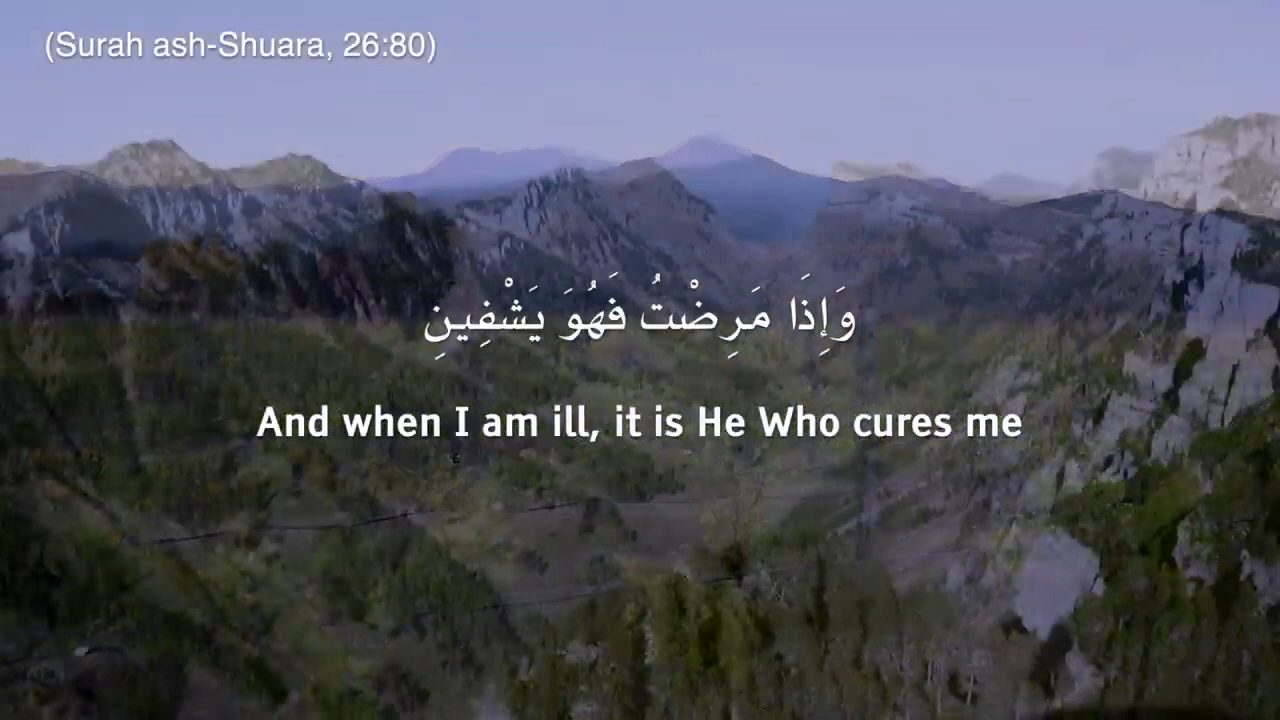 (Surah ash-Shuara, 26:80)
وَإِذَا مَرِضْتُ فَهُوَ يَشْفِينِ
And when I am ill, it is He Who cures me